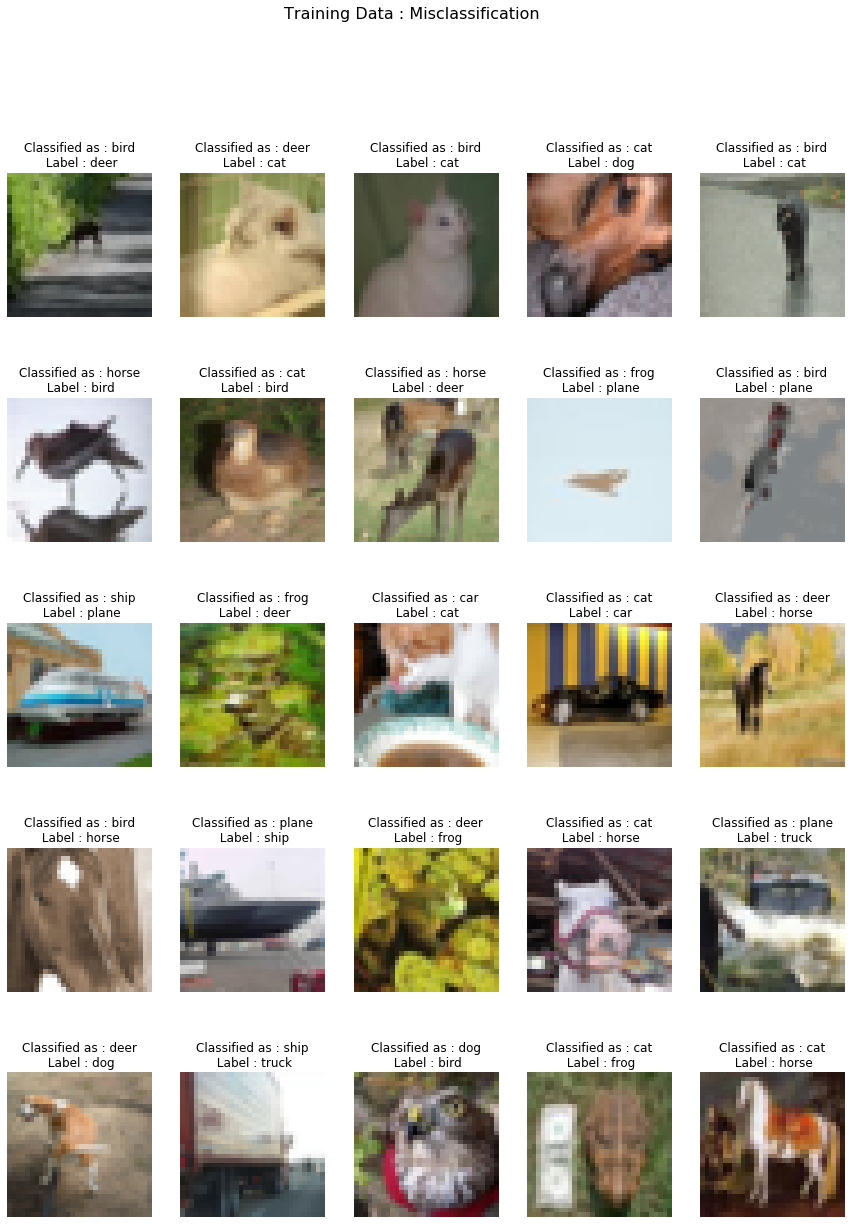 Training Data : Misclassification
Classified as : bird
Label : deer
Classified as : deer
Label : cat
Classified as : bird
Label : cat
Classified as : cat
Label : dog
Classified as : bird
Label : cat
Classified as : horse
Label : bird
Classified as : cat
Label : bird
Classified as : horse
Label : deer
Classified as : frog
Label : plane
Classified as : bird
Label : plane
Classified as : ship
Label : plane
Classified as : frog
Label : deer
Classified as : car
Label : cat
Classified as : cat
Label : car
Classified as : deer
Label : horse
Classified as : bird
Label : horse
Classified as : plane
Label : ship
Classified as : deer
Label : frog
Classified as : cat
Label : horse
Classified as : plane
Label : truck
Classified as : deer
Label : dog
Classified as : ship
Label : truck
Classified as : dog
Label : bird
Classified as : cat
Label : frog
Classified as : cat
Label : horse